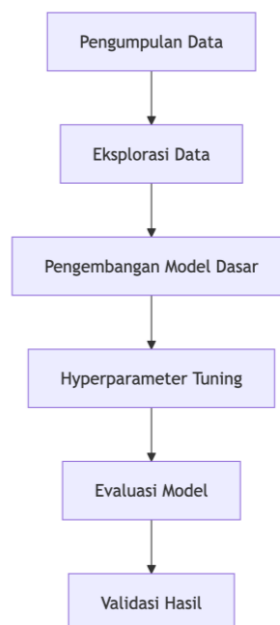 Pengumpulan Data
Eksplorasi Data
Pengembangan Model Dasar
Hyperparameter Tuning
Evaluasi Model
Validasi Hasil